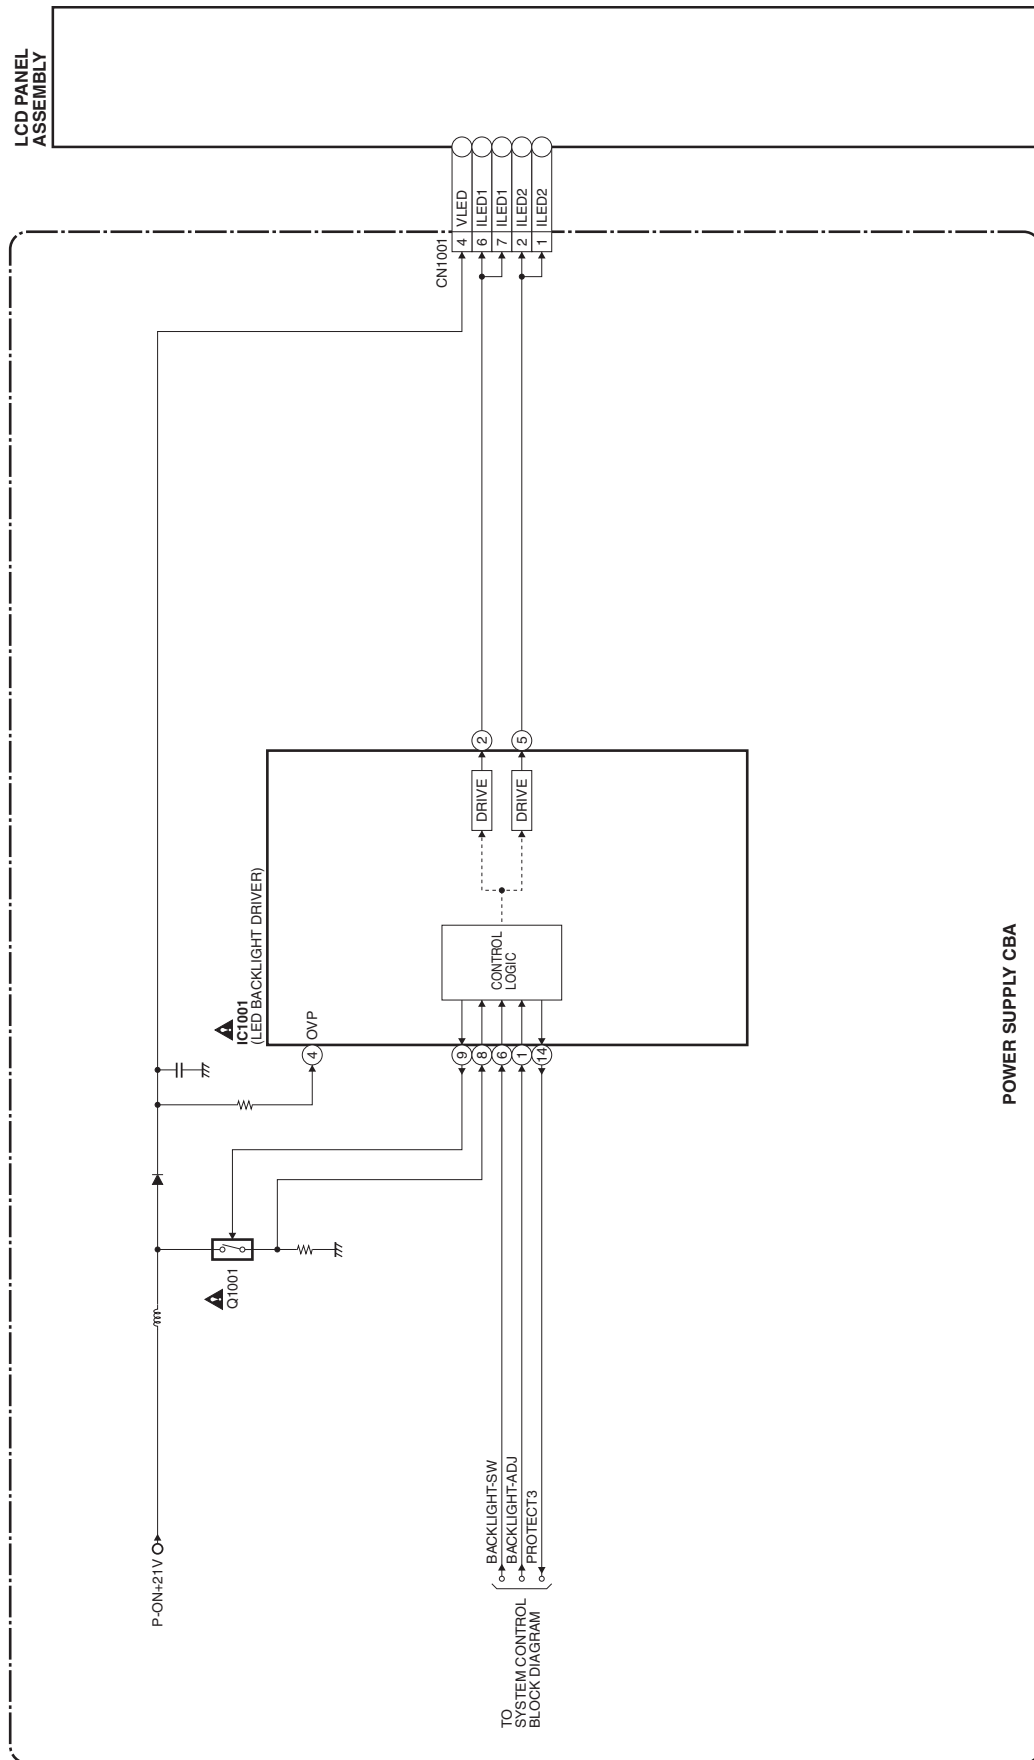 LCD PANEL
ASSEMBLY
CN1001
4 VLED
6 ILED1
7 ILED1
2 ILED2
1 ILED2
2
5
DRIVE
DRIVE
CONTROL
LOGIC
IC1001
(LED BACKLIGHT DRIVER)
4 OVP
9
8
6
1
14
Q1001
P-ON+21V
BACKLIGHT-SW
BACKLIGHT-ADJ
PROTECT3
TO
SYSTEM CONTROL
BLOCK DIAGRAM
POWER SUPPLY CBA